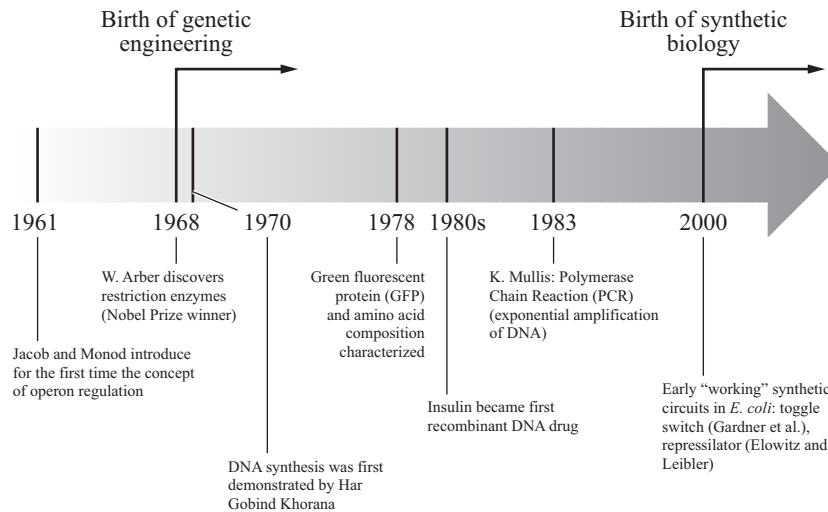 Birth of genetic
engineering
Birth of synthetic
biology
1961
1968
1970
1978
1980s
1983
2000
W. Arber discovers
restriction enzymes
(Nobel Prize winner)
Green fluorescent
protein (GFP)
and amino acid
composition
characterized
K. Mullis: Polymerase
Chain Reaction (PCR)
(exponential amplification
of DNA)
Jacob and Monod introduce
for the first time the concept
of operon regulation
Insulin became first
recombinant DNA drug
Early “working” synthetic
circuits in E. coli: toggle
switch (Gardner et al.),
repressilator (Elowitz and
Leibler)
DNA synthesis was first
demonstrated by Har
Gobind Khorana